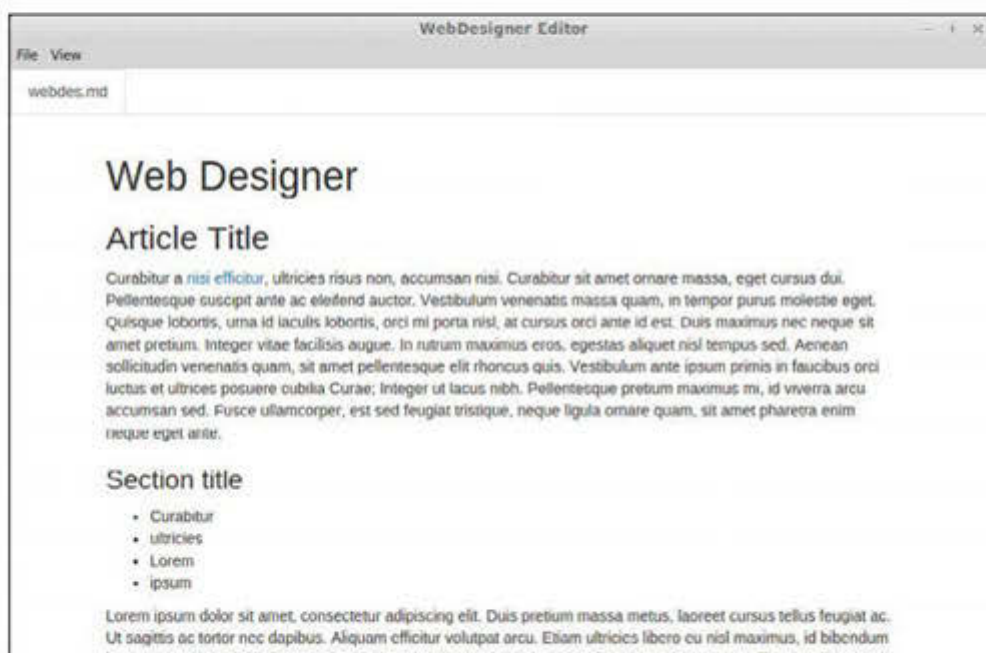 WebDesigner Editor
File View
webdes.md
Web Designer
Article Title
Curabitur a nisi efficitur, ultricies risus non, accumsan nisi. Curabitur sit amet ornare massa, eget cursus dui.
Pellentesque suscipit ante ac eleifend auctor. Vestibulum venenatis massa quam, in tempor purus molestie eget.
Quisque lobortis, urna id iaculis lobortis, orci mi porta nisl, at cursus orci ante id est. Duis maximus nec neque sit
amet pretium. Integer vitae facilisis augue. In rutrum maximus eros, egestas aliquet nisl tempus sed. Aenean
sollicitudin venenatis quam, sit amet pellentesque elit rhoncus quis. Vestibulum ante ipsum primis in faucibus orci
luctus et ultrices posuere cubilia Curae; Integer ut lacus nibh. Pellentesque pretium maximus mi, id viverra arcu
accumsan sed. Fusce ullamcorper, est sed feugiat tristique, neque ligula ornare quam, sit amet pharetra enim
neque eget ante.
Section title
• Curabitur
• ultricies
• Lorem
• ipsum
Lorem ipsum dolor sit amet, consectetur adipiscing elit. Duis pretium massa metus, laoreet cursus tellus feugiat ac.
Ut sagittis ac tortor nec dapibus. Aliquam efficitur volutpat arcu. Etiam ultricies libero eu nisl maximus, id bibendum